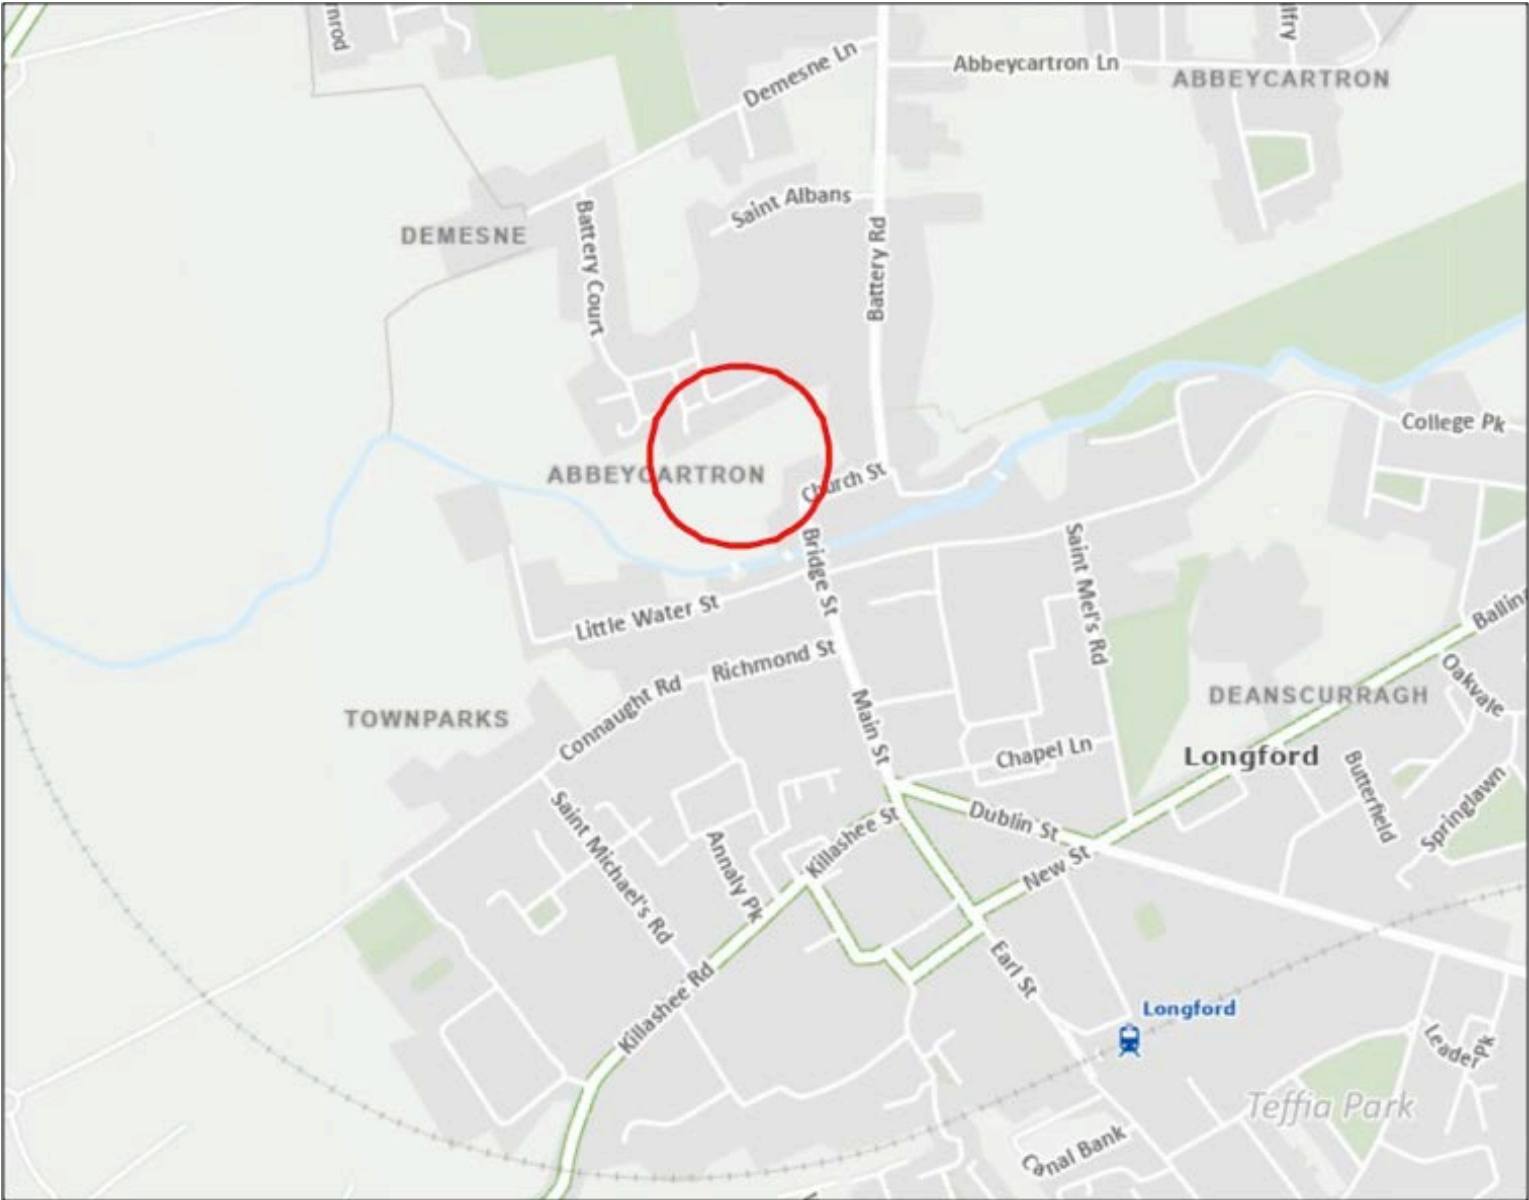 Demesne Ln
Abbeycartron Ln
ABBEYCARTRON
Saint Albans
Battery Court
DEMESNE
Battery Rd
College Pk
ABBEYCARTRON
Church St
Bridge St
Saint Mel's Rd
Little Water St
Richmond St
Connaught Rd
TOWNPARKS
Main St
DEANSCURRAGH
Oakvale
Chapel Ln
Longford
Butterfield
Springlawn
Saint Michael's Rd
Annaly Pk
Killashee St
Dublin St
New St
Earl St
Killashee Rd
Longford
Leader Pk
Teffia Park
Canal Bank